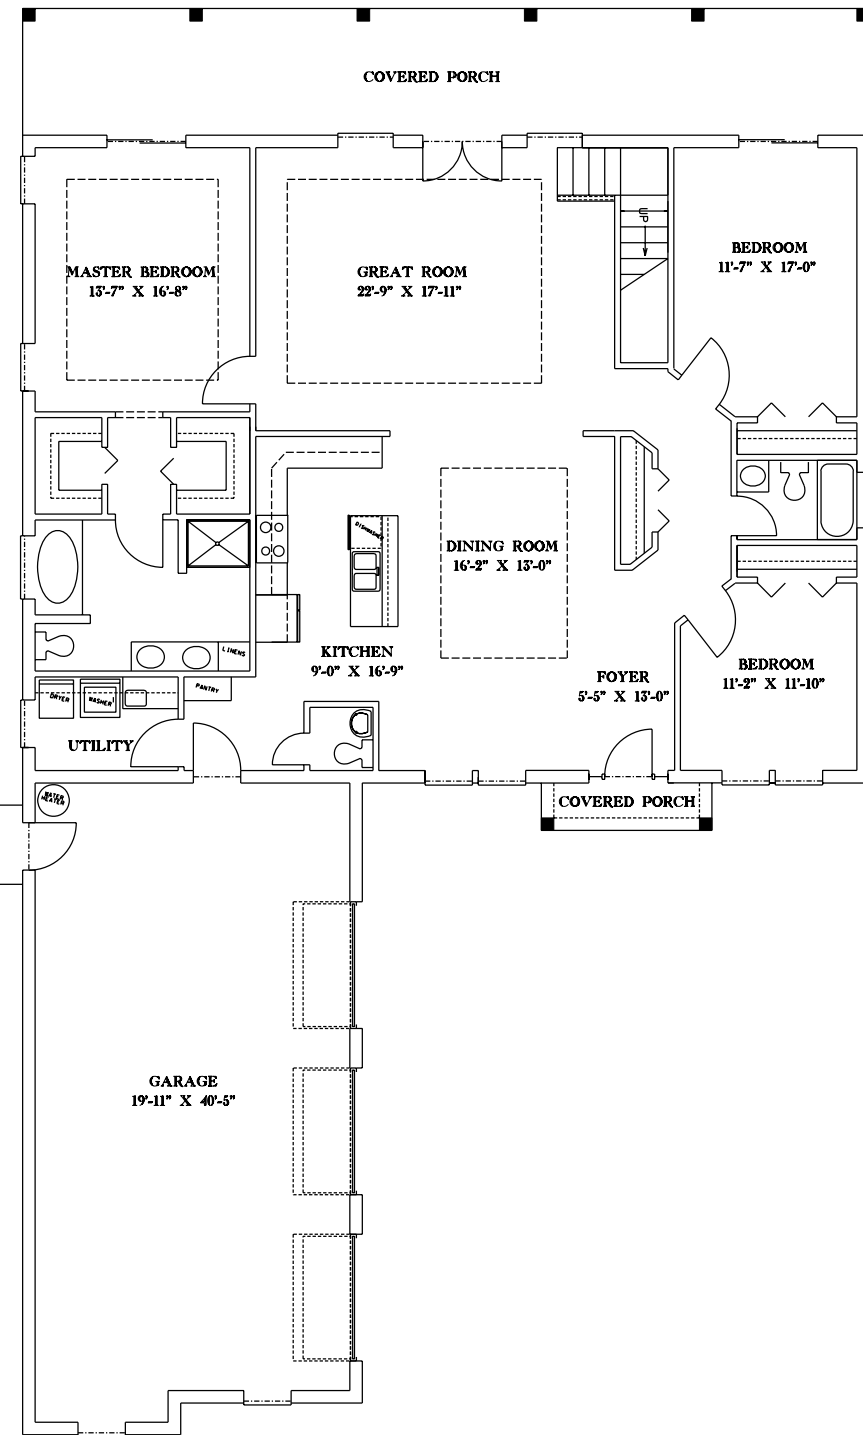 COVERED PORCH
MASTER BEDROOM
13'-7" X 16'-8"
GREAT ROOM
22'-9" X 17'-11"
UP
BEDROOM
11'-7" X 17'-0"
DISHWASHER
DINING ROOM
16'-2" X 13'-0"
LINENS
KITCHEN
9'-0" X 16'-9"
FOYER
5'-5" X 13'-0"
BEDROOM
11'-2" X 11'-10"
PANTRY
DRYER
WASHER
UTILITY
WATER
HEATER
COVERED PORCH
GARAGE
19'-11" X 40'-5"